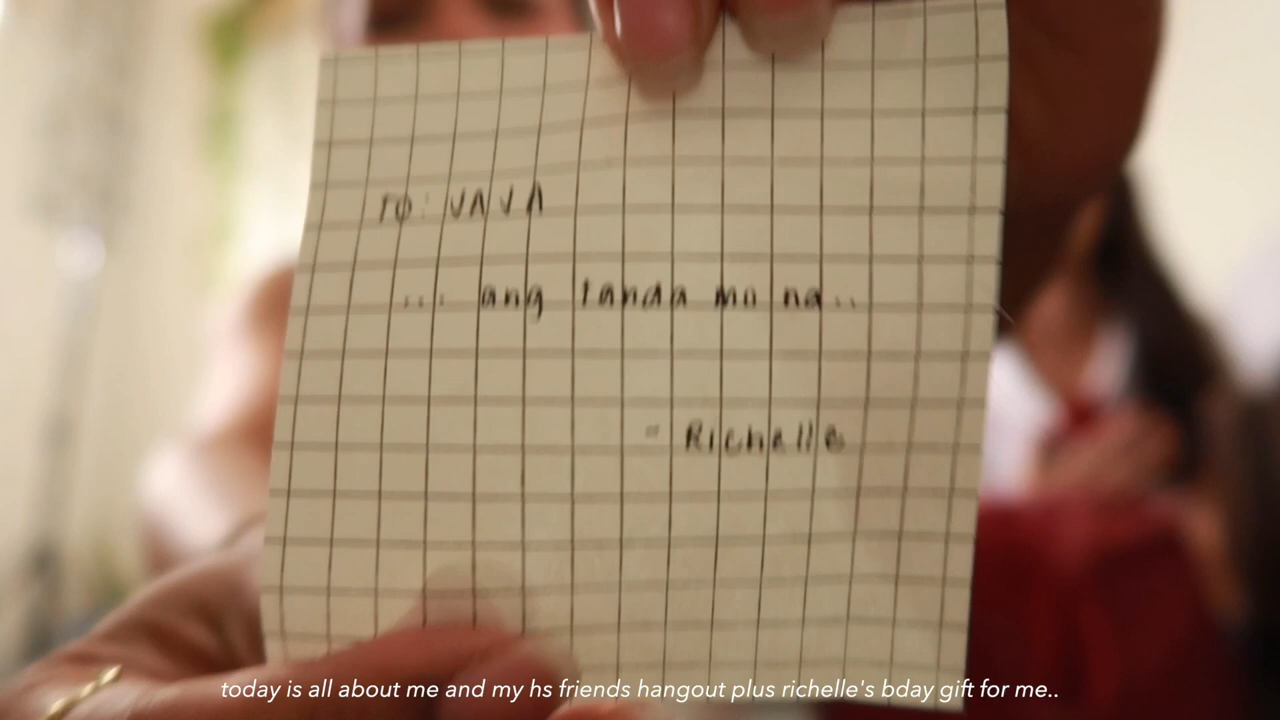 TO: VAVA
... ang tanda mo na..
- Richelle
today is all about me and my hs friends hangout plus richelle's bday gift for me..